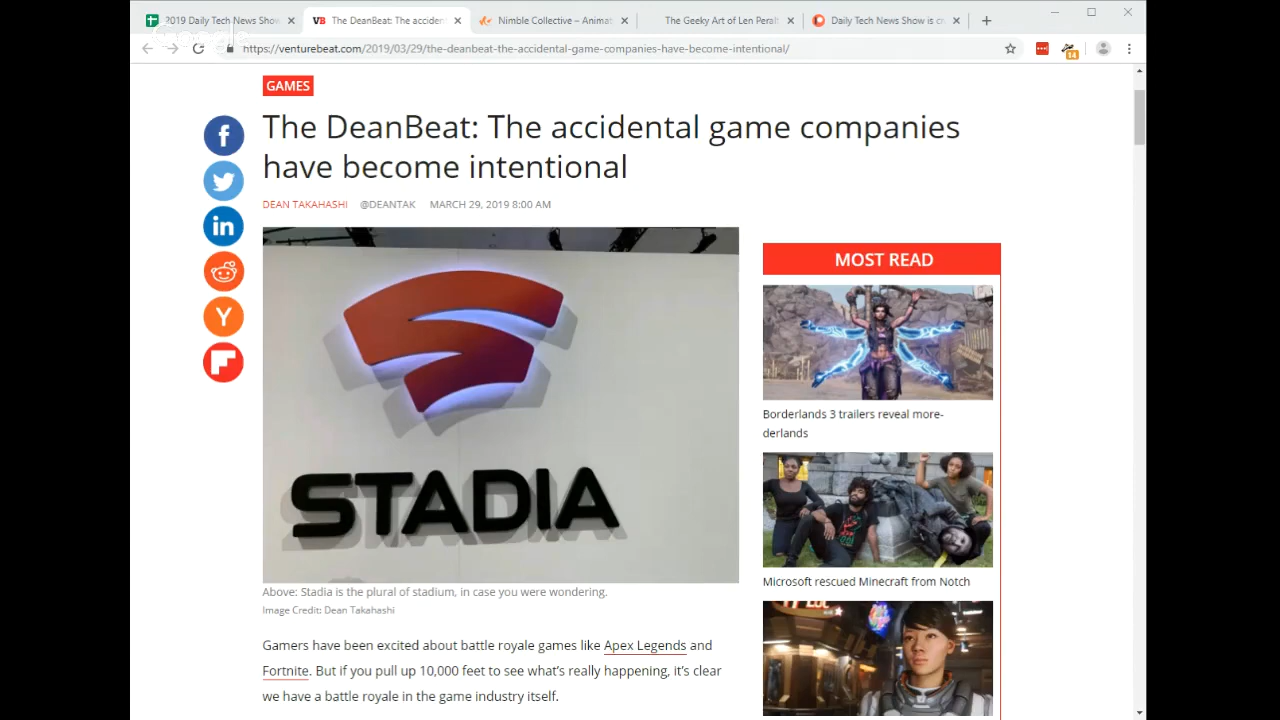 2019 Daily Tech News Show
VB The DeanBeat: The acciden
Nimble Collective – Animat
The Geeky Art of Len Peralt
Daily Tech News Show is cr
https://venturebeat.com/2019/03/29/the-deanbeat-the-accidental-game-companies-have-become-intentional/
14
GAMES
The DeanBeat: The accidental game companies
have become intentional
DEAN TAKAHASHI @DEANTAK MARCH 29, 2019 8:00 AM
f
in
Y
STADIA
Above: Stadia is the plural of stadium, in case you were wondering.
Image Credit: Dean Takahashi
Gamers have been excited about battle royale games like Apex Legends and
Fortnite. But if you pull up 10,000 feet to see what's really happening, it's clear
we have a battle royale in the game industry itself.
MOST READ
Borderlands 3 trailers reveal more-
derlands
Microsoft rescued Minecraft from Notch